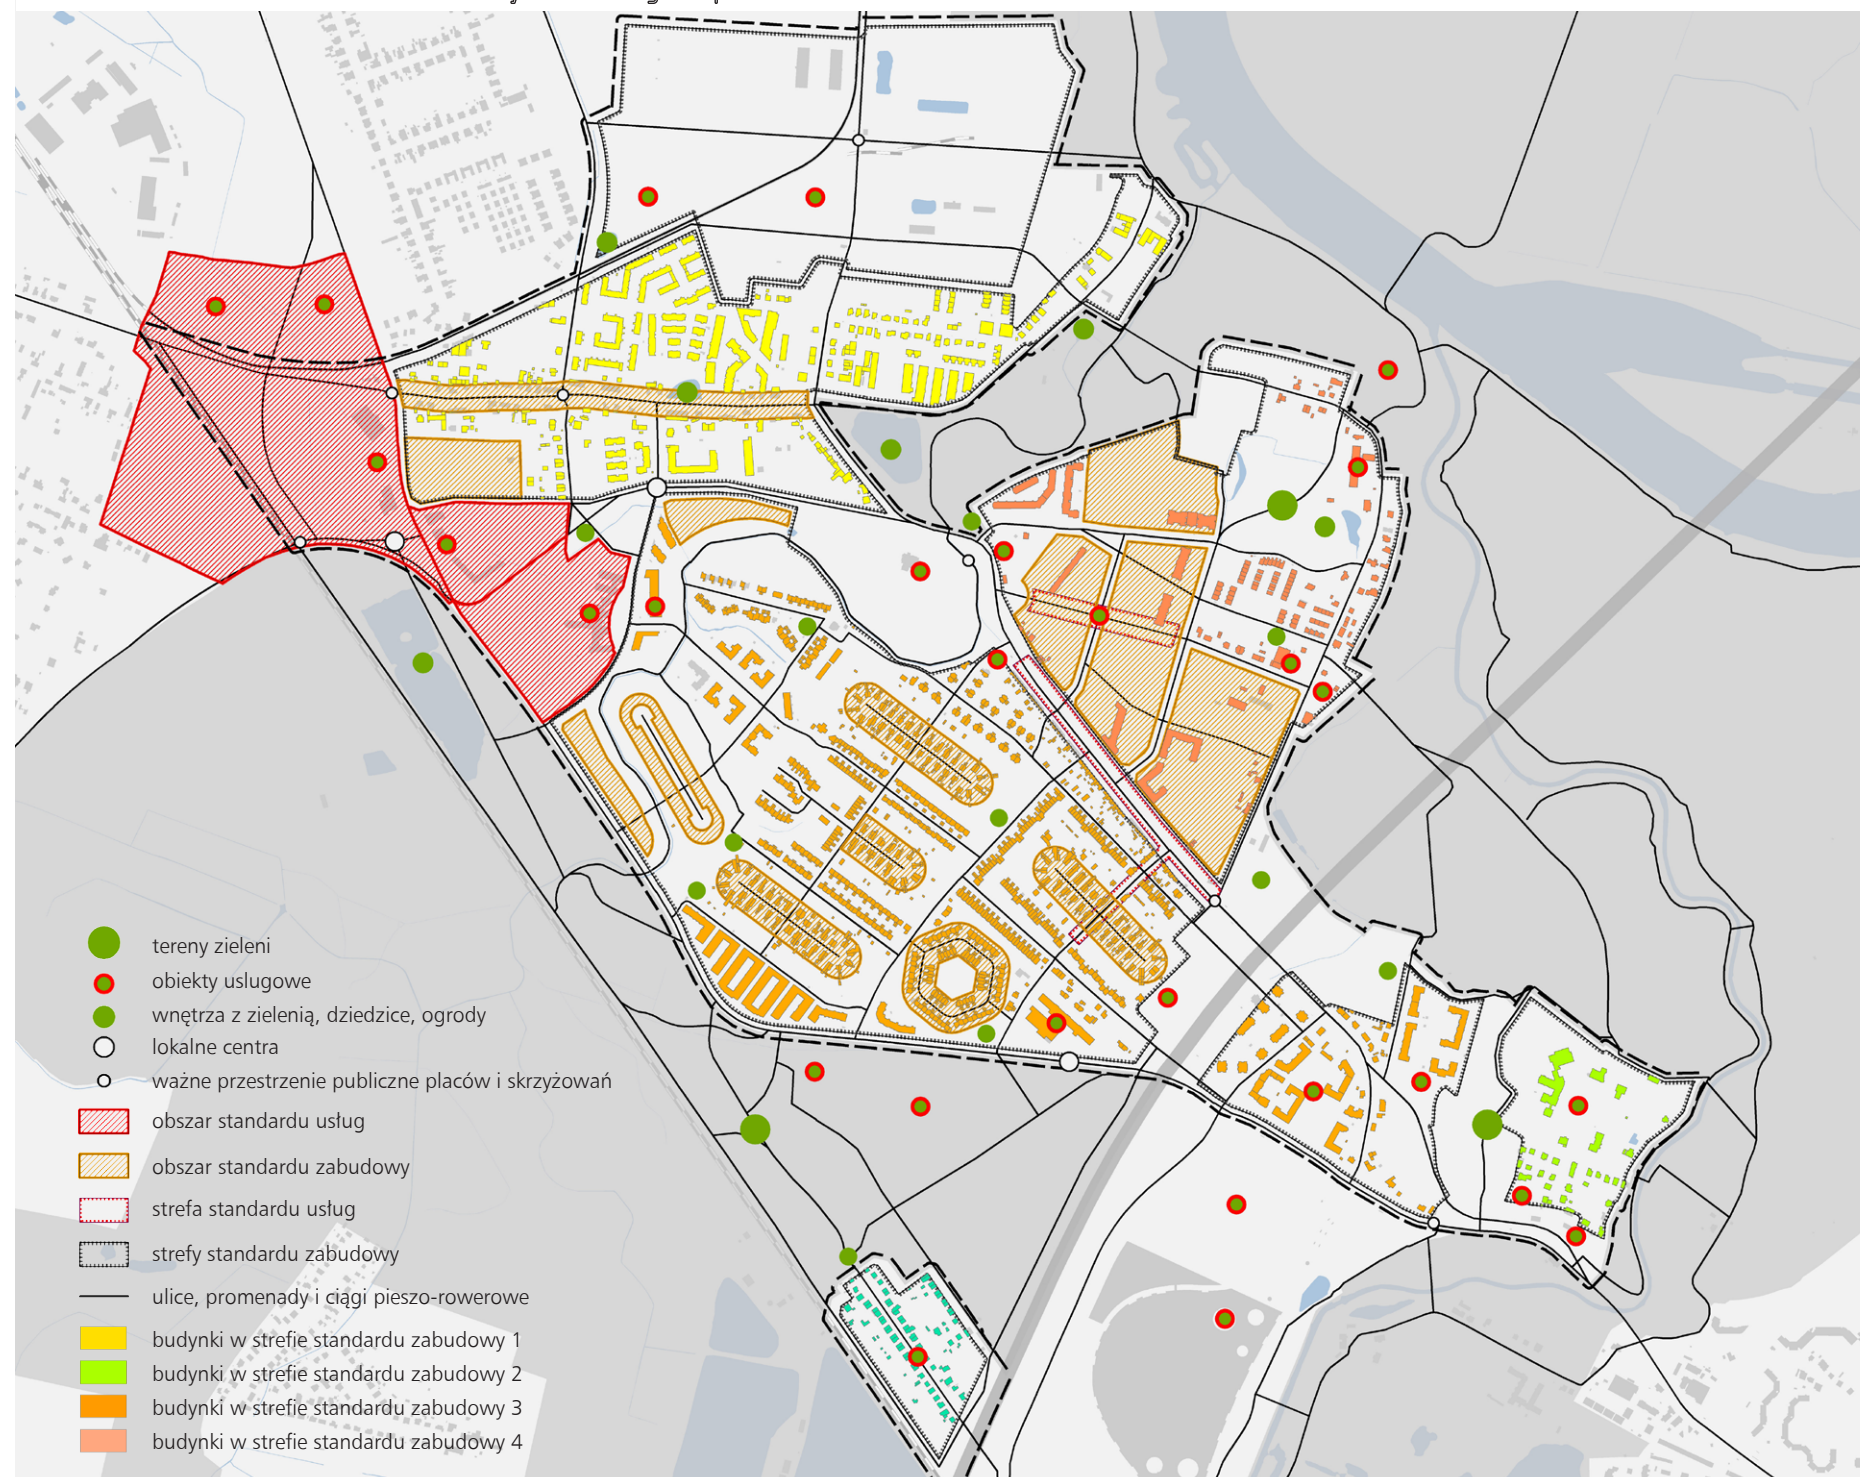 tereny zieleni
obiekty usługowe
wnętrza z zielenią, dziedzice, ogrody
lokalne centra
ważne przestrzenie publiczne placów i skrzyżowań
obszar standardu usług
obszar standardu zabudowy
strefa standardu usług
strefy standardu zabudowy
ulice, promenady i ciągi pieszo-rowerowe
budynki w strefie standardu zabudowy 1
budynki w strefie standardu zabudowy 2
budynki w strefie standardu zabudowy 3
budynki w strefie standardu zabudowy 4